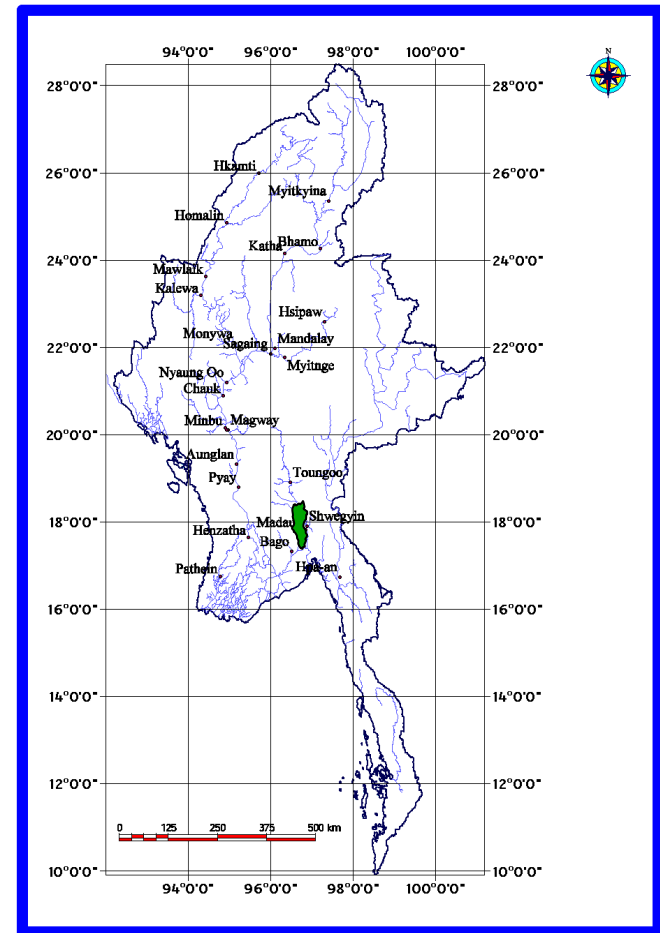 N
94°0'0" 96°0'0" 98°0'0" 100°0'0"
28°0'0" 28°0'0"
26°0'0" 26°0'0"
Hkamti
Myitkyina
Homalin
Katha Bhamo
24°0'0" 24°0'0"
Mawlaik
Kalewa
Hsipaw
Monywa
Sagaing Mandalay
22°0'0" 22°0'0"
Myitnge
Nyaung Oo
Chauk
Minbu Magway
20°0'0" 20°0'0"
Aunglan
Toungoo
Pyay
18°0'0" 18°0'0"
Madau Shwegyin
Henzatha
Bago
Pathein Hpa-an
16°0'0" 16°0'0"
14°0'0" 14°0'0"
12°0'0" 12°0'0"
0 125 250 375 500 km
10°0'0" 10°0'0"
94°0'0" 96°0'0" 98°0'0" 100°0'0"